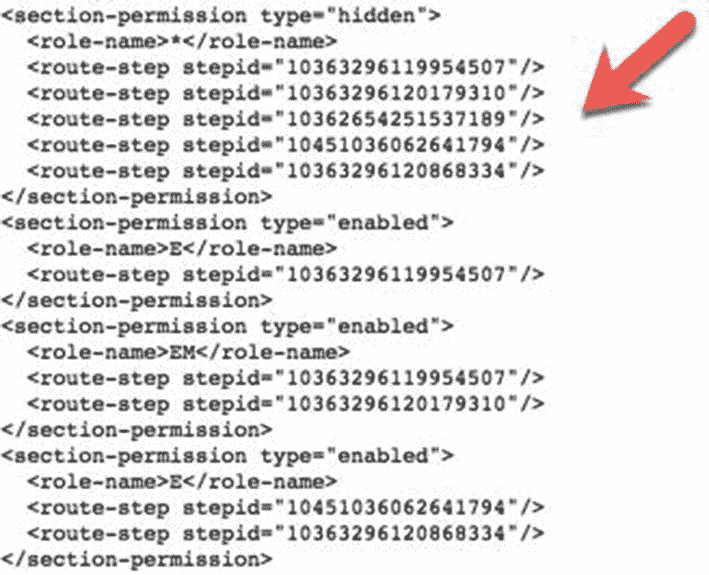 <section-permission type="hidden">
<role-name>*</role-name>
<route-step stepid="10363296119954507"/>
<route-step stepid="10363296120179310"/>
<route-step stepid="10362654251537189"/>
<route-step stepid="10451036062641794"/>
<route-step stepid="10363296120868334"/>
</section-permission>
<section-permission type="enabled">
<role-name>E</role-name>
<route-step stepid="10363296119954507"/>
</section-permission>
<section-permission type="enabled">
<role-name>EM</role-name>
<route-step stepid="10363296119954507"/>
<route-step stepid="10363296120179310"/>
</section-permission>
<section-permission type="enabled">
<role-name>E</role-name>
<route-step stepid="10451036062641794"/>
<route-step stepid="10363296120868334"/>
</section-permission>